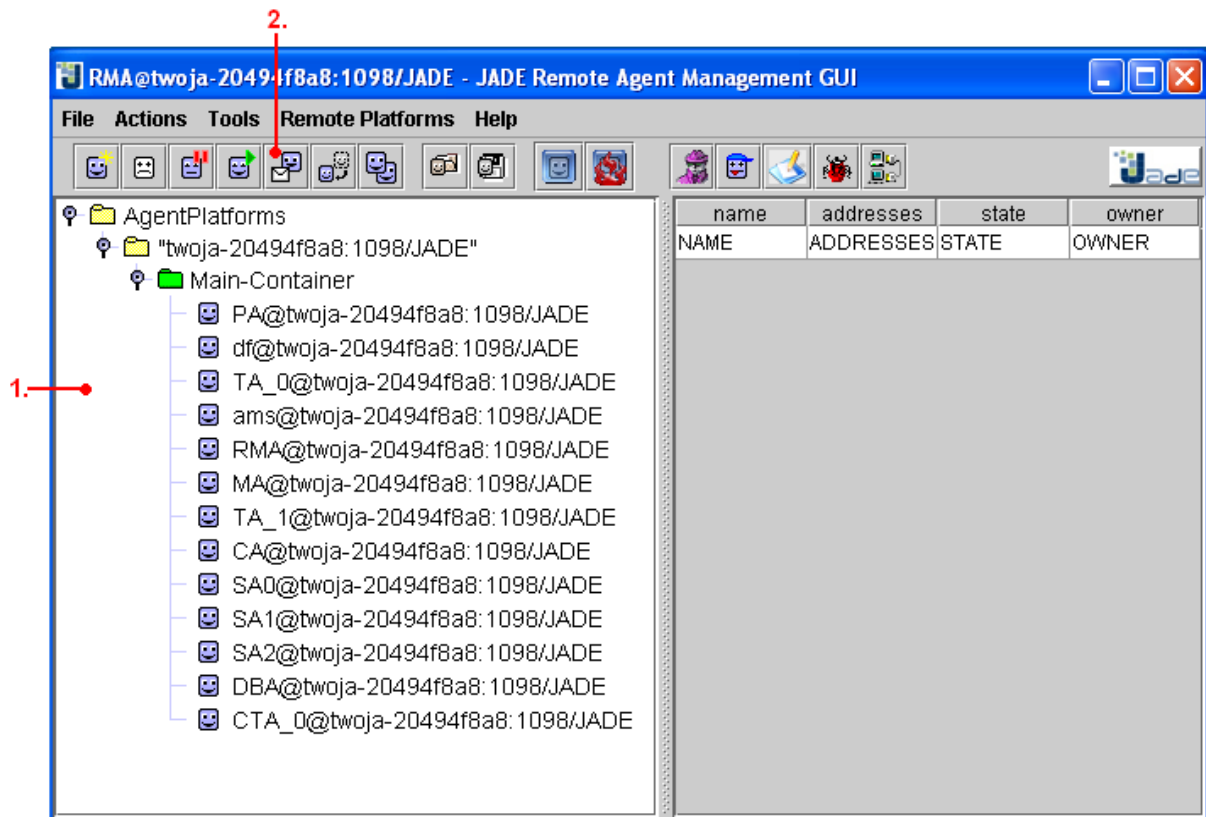 2.
RMA@twoja-20494f8a8:1098/JADE - JADE Remote Agent Management GUI
File Actions Tools Remote Platforms Help
Jade
AgentPlatforms
"twoja-20494f8a8:1098/JADE"
Main-Container
PA@twoja-20494f8a8:1098/JADE
df@twoja-20494f8a8:1098/JADE
1.
TA_0@twoja-20494f8a8:1098/JADE
ams@twoja-20494f8a8:1098/JADE
RMA@twoja-20494f8a8:1098/JADE
MA@twoja-20494f8a8:1098/JADE
TA_1@twoja-20494f8a8:1098/JADE
CA@twoja-20494f8a8:1098/JADE
SA0@twoja-20494f8a8:1098/JADE
SA1@twoja-20494f8a8:1098/JADE
SA2@twoja-20494f8a8:1098/JADE
DBA@twoja-20494f8a8:1098/JADE
CTA_0@twoja-20494f8a8:1098/JADE
name addresses state owner
NAME ADDRESSES STATE OWNER